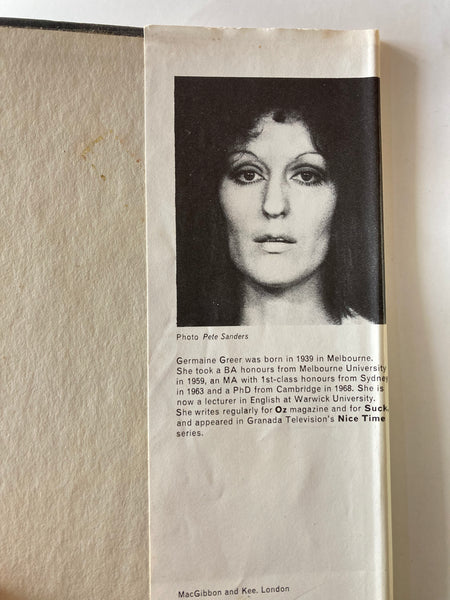 Photo Pete Sanders
Germaine Greer was born in 1939 in Melbourne.
She took a BA honours from Melbourne University
in 1959, an MA with 1st-class honours from Sydney
in 1963 and a PhD from Cambridge in 1968. She is
now a lecturer in English at Warwick University.
She writes regularly for Oz magazine and for Suck
and appeared in Granada Television's Nice Time
series.
MacGibbon and Kee. London